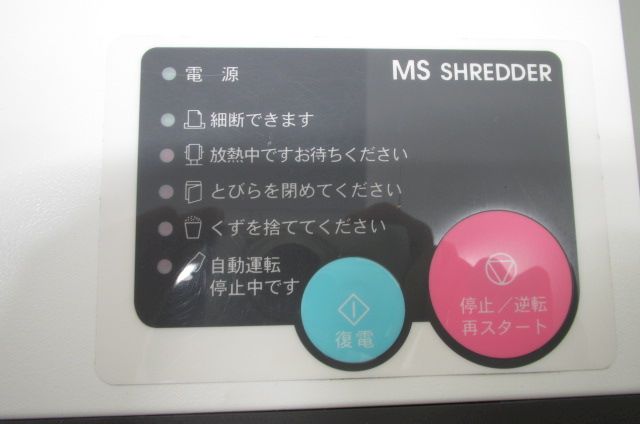 電源
MS SHREDDER
細断できます
放熱中ですお待ちください
とびらを閉めてください
くずを捨ててください
自動運転
停止中です
復電
停止／逆転
再スタート